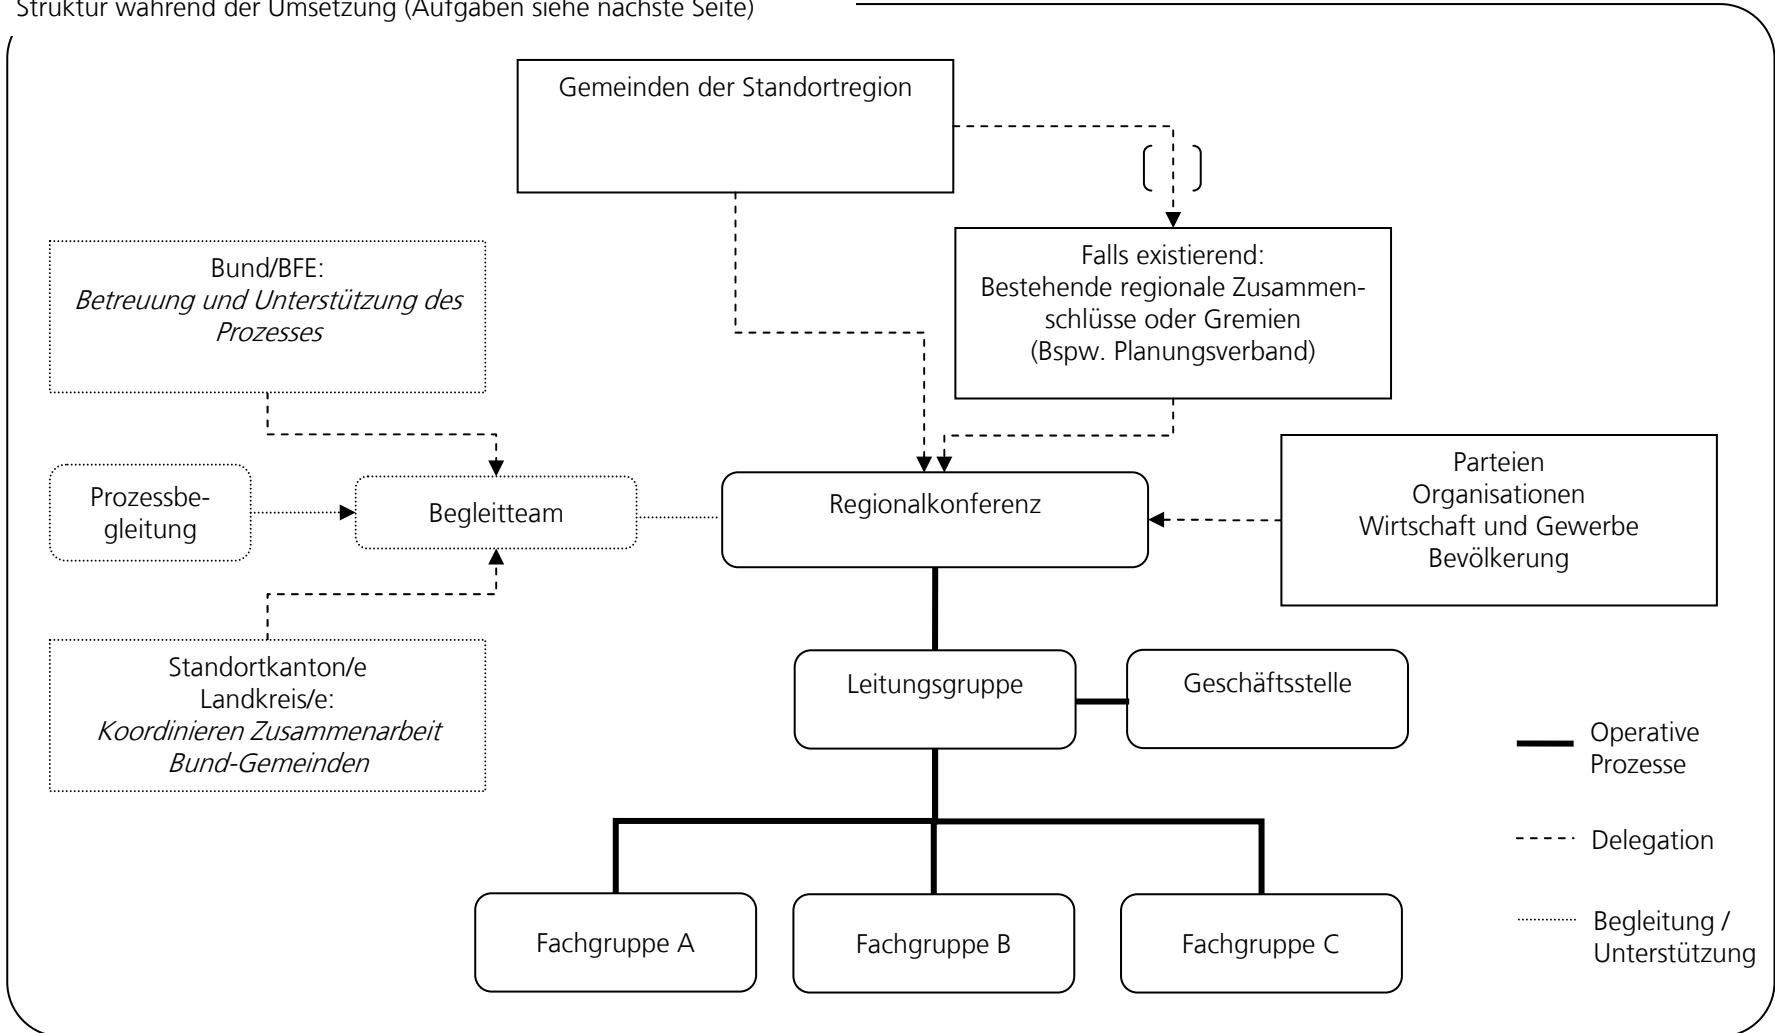 Struktur während der Umsetzung (Aufgaben siehe nächste Seite)
Gemeinden der Standortregion
Bund/BFE:
Betreuung und Unterstützung des
Prozesses
Falls existierend:
Bestehende regionale Zusammen-
schlüsse oder Gremien
(Bspw. Planungsverband)
Prozessbe-
gleitung
Begleitteam
Regionalkonferenz
Parteien
Organisationen
Wirtschaft und Gewerbe
Bevölkerung
Standortkanton/e
Landkreis/e:
Koordinieren Zusammenarbeit
Bund-Gemeinden
Leitungsgruppe
Geschäftsstelle
Operative
Prozesse
Delegation
Begleitung /
Unterstützung
Fachgruppe A
Fachgruppe B
Fachgruppe C